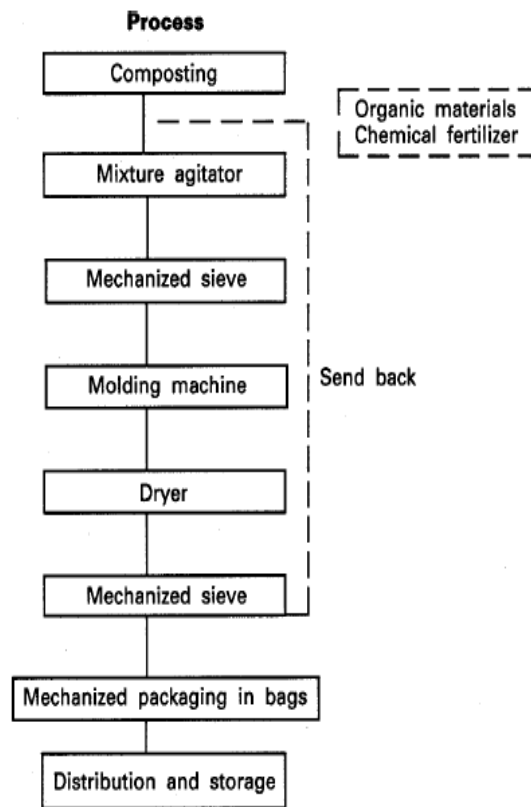 Process
Composting
Organic materials
Chemical fertilizer
Mixture agitator
Mechanized sieve
Molding machine
Send back
Dryer
Mechanized sieve
Mechanized packaging in bags
Distribution and storage